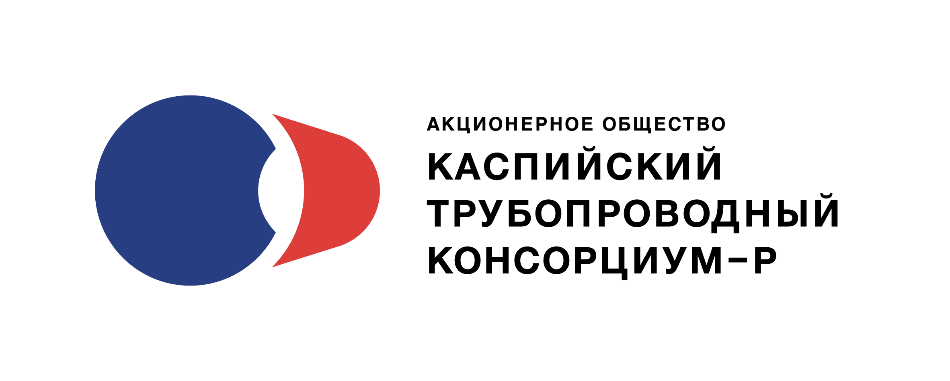 АКЦИОНЕРНОЕ ОБЩЕСТВО
КАСПИЙСКИЙ
ТРУБОПРОВОДНЫЙ
КОНСОРЦИУМ–Р